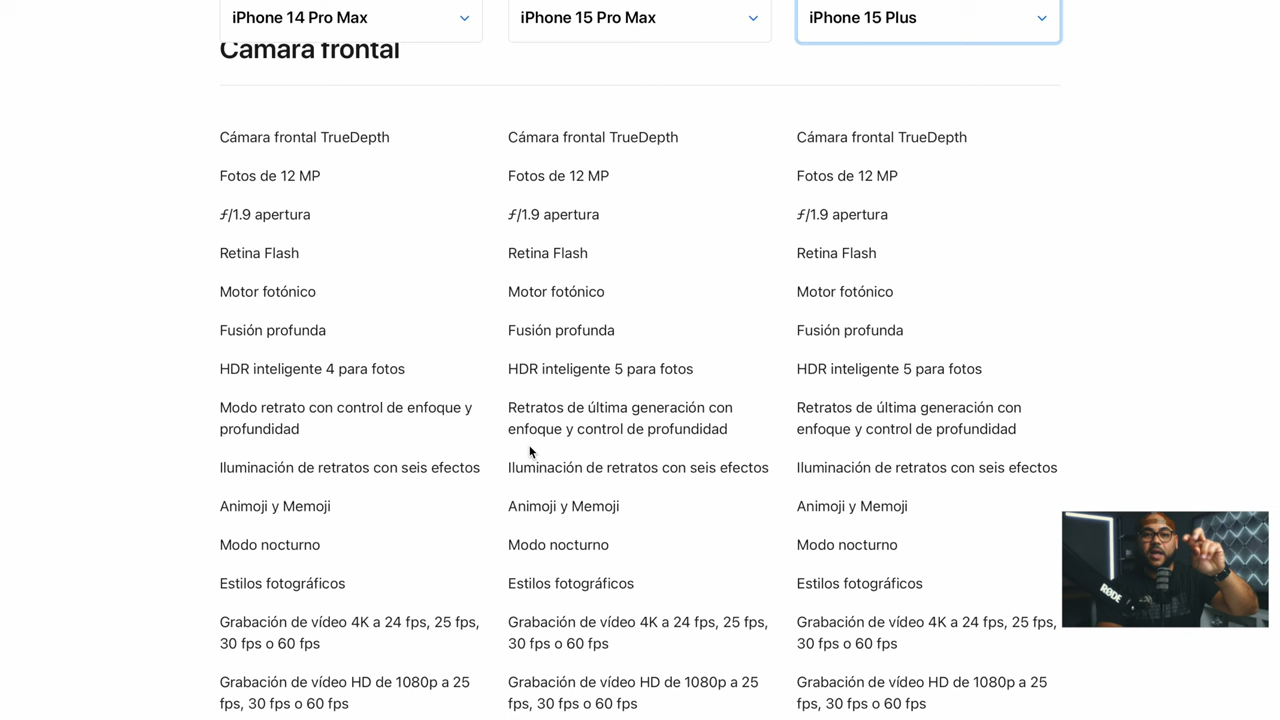 iPhone 14 Pro Max
iPhone 15 Pro Max
iPhone 15 Plus
Cámara frontal
Cámara frontal TrueDepth
Fotos de 12 MP
ƒ/1.9 apertura
Retina Flash
Motor fotónico
Fusión profunda
HDR inteligente 4 para fotos
Modo retrato con control de enfoque y
profundidad
Iluminación de retratos con seis efectos
Animoji y Memoji
Modo nocturno
Estilos fotográficos
Grabación de vídeo 4K a 24 fps, 25 fps,
30 fps o 60 fps
Grabación de vídeo HD de 1080p a 25
fps, 30 fps o 60 fps
Cámara frontal TrueDepth
Fotos de 12 MP
ƒ/1.9 apertura
Retina Flash
Motor fotónico
Fusión profunda
HDR inteligente 5 para fotos
Retratos de última generación con
enfoque y control de profundidad
Iluminación de retratos con seis efectos
Animoji y Memoji
Modo nocturno
Estilos fotográficos
Grabación de vídeo 4K a 24 fps, 25 fps,
30 fps o 60 fps
Grabación de vídeo HD de 1080p a 25
fps, 30 fps o 60 fps
Cámara frontal TrueDepth
Fotos de 12 MP
ƒ/1.9 apertura
Retina Flash
Motor fotónico
Fusión profunda
HDR inteligente 5 para fotos
Retratos de última generación con
enfoque y control de profundidad
Iluminación de retratos con seis efectos
Animoji y Memoji
Modo nocturno
Estilos fotográficos
Grabación de vídeo 4K a 24 fps, 25 fps,
30 fps o 60 fps
Grabación de vídeo HD de 1080p a 25
fps, 30 fps o 60 fps
RØDE